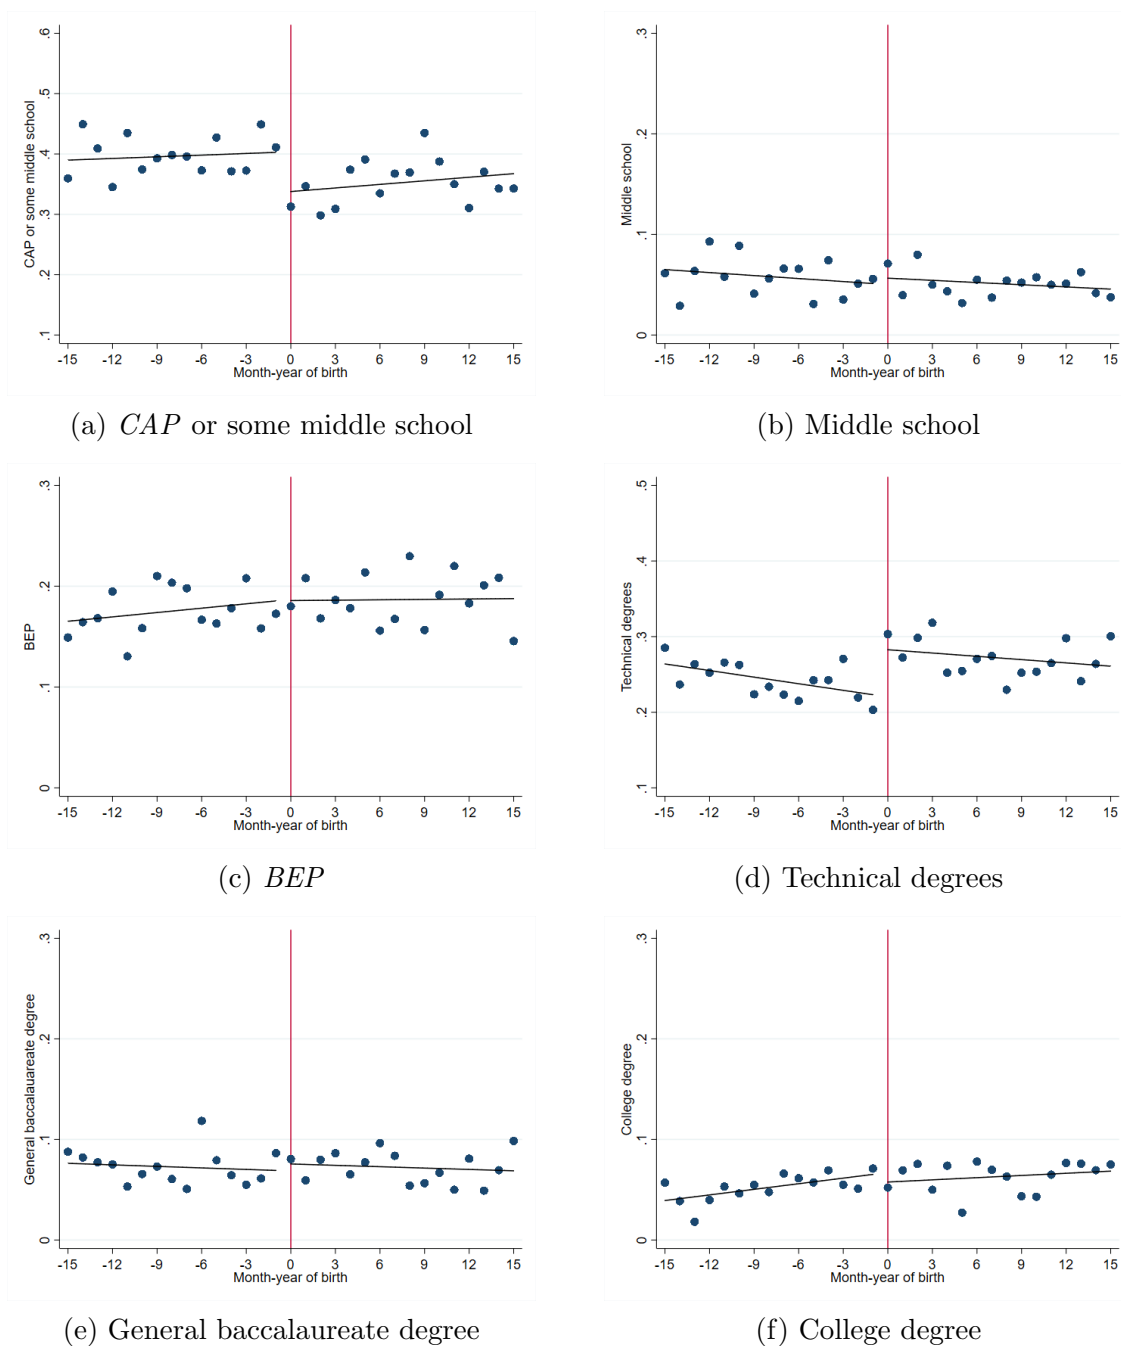 .6
.5
.4
.3
.2
.1
CAP or some middle school
-15 -12 -9 -6 -3 0 3 6 9 12 15
Month-year of birth
(a) CAP or some middle school
.3
.2
.1
0
Middle school
-15 -12 -9 -6 -3 0 3 6 9 12 15
Month-year of birth
(b) Middle school
.3
.2
.1
0
BEP
-15 -12 -9 -6 -3 0 3 6 9 12 15
Month-year of birth
(c) BEP
.5
.4
.3
.2
.1
Technical degrees
-15 -12 -9 -6 -3 0 3 6 9 12 15
Month-year of birth
(d) Technical degrees
.3
.2
.1
0
General baccalauareate degree
-15 -12 -9 -6 -3 0 3 6 9 12 15
Month-year of birth
(e) General baccalaureate degree
.3
.2
.1
0
College degree
-15 -12 -9 -6 -3 0 3 6 9 12 15
Month-year of birth
(f) College degree